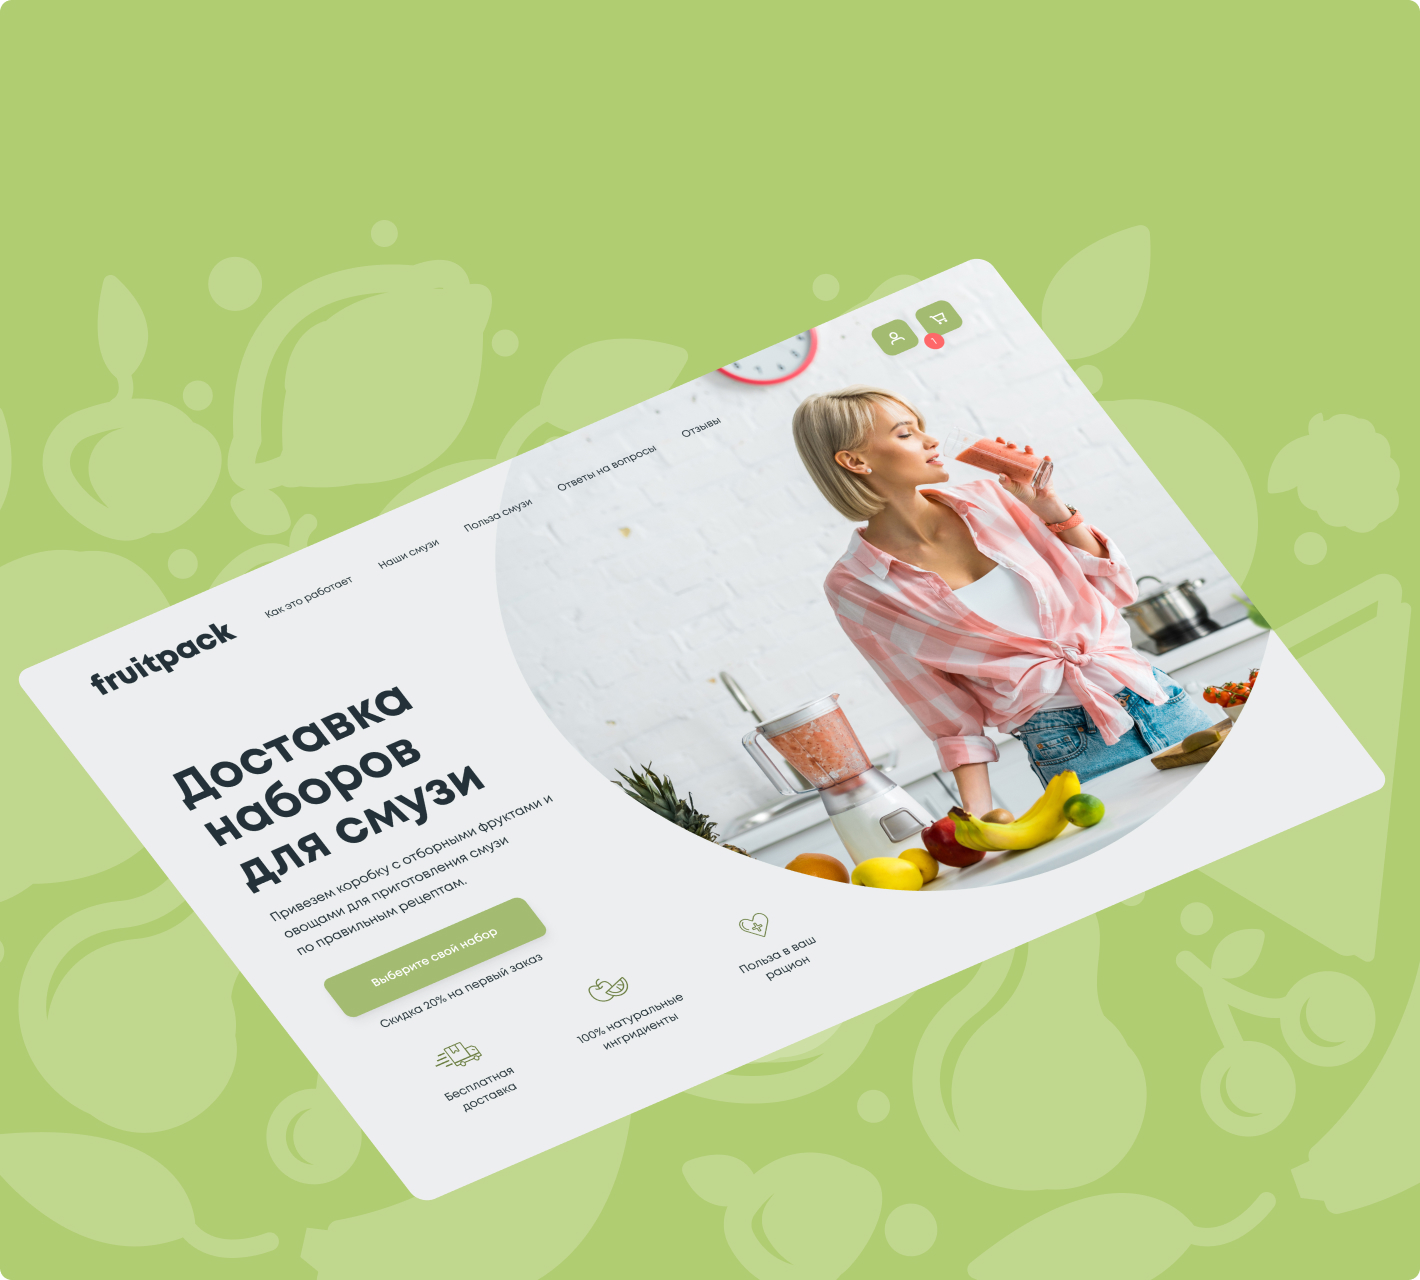 fruitpack
Как это работает
Наши смузи
Польза смузи
Ответы на вопросы
Отзывы
1
Доставка
наборов
для смузи
Привезем коробку с отборными фруктами и
овощами для приготовления смузи
по правильным рецептам.
Выберите свой набор
Скидка 20% на первый заказ
Бесплатная
доставка
100% натуральные
ингридиенты
Польза в ваш
рацион